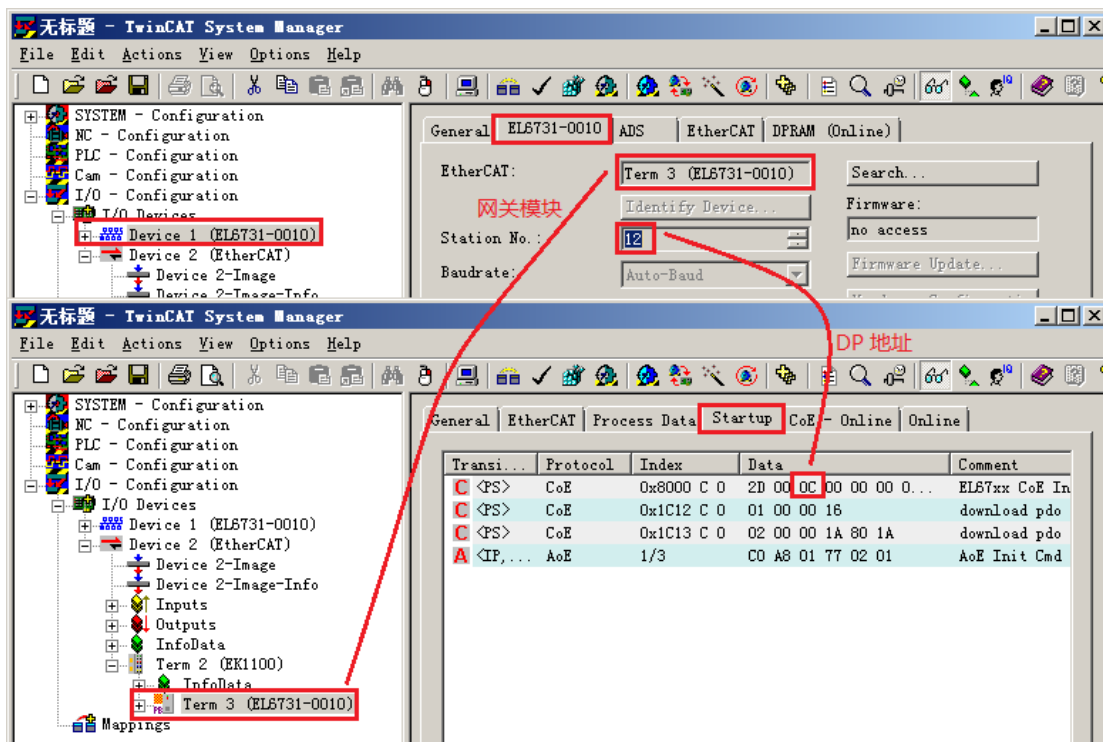 无标题 - TwinCAT System Manager
File Edit Actions View Options Help
SYSTEM - Configuration
NC - Configuration
PLC - Configuration
Cam - Configuration
I/O - Configuration
I/O Devices
Device 1 (EL6731-0010)
Device 2 (EtherCAT)
Device 2-Image
Device 2-Image-Info
General EL6731-0010 ADS EtherCAT DPRAM (Online)
EtherCAT: Term 3 (EL6731-0010) Search...
网关模块 Identify Device... Firmware:
Station No.: 12 no access
Baudrate: Auto-Baud Firmware Update...
无标题 - TwinCAT System Manager
DP 地址
File Edit Actions View Options Help
SYSTEM - Configuration
NC - Configuration
PLC - Configuration
Cam - Configuration
I/O - Configuration
I/O Devices
Device 1 (EL6731-0010)
Device 2 (EtherCAT)
Device 2-Image
Device 2-Image-Info
Inputs
Outputs
InfoData
Term 2 (EK1100)
InfoData
Term 3 (EL6731-0010)
Mappings
General EtherCAT Process Data Startup CoE - Online Online
Transi... Protocol Index Data Comment
C <PS> CoE 0x8000 C 0 2D 00 0C 00 00 00 0... EL67xx CoE In
C <PS> CoE 0x1C12 C 0 01 00 00 16 download pdo
C <PS> CoE 0x1C13 C 0 02 00 00 1A 80 1A download pdo
A <IP,... AoE 1/3 C0 A8 01 77 02 01 AoE Init Cmd